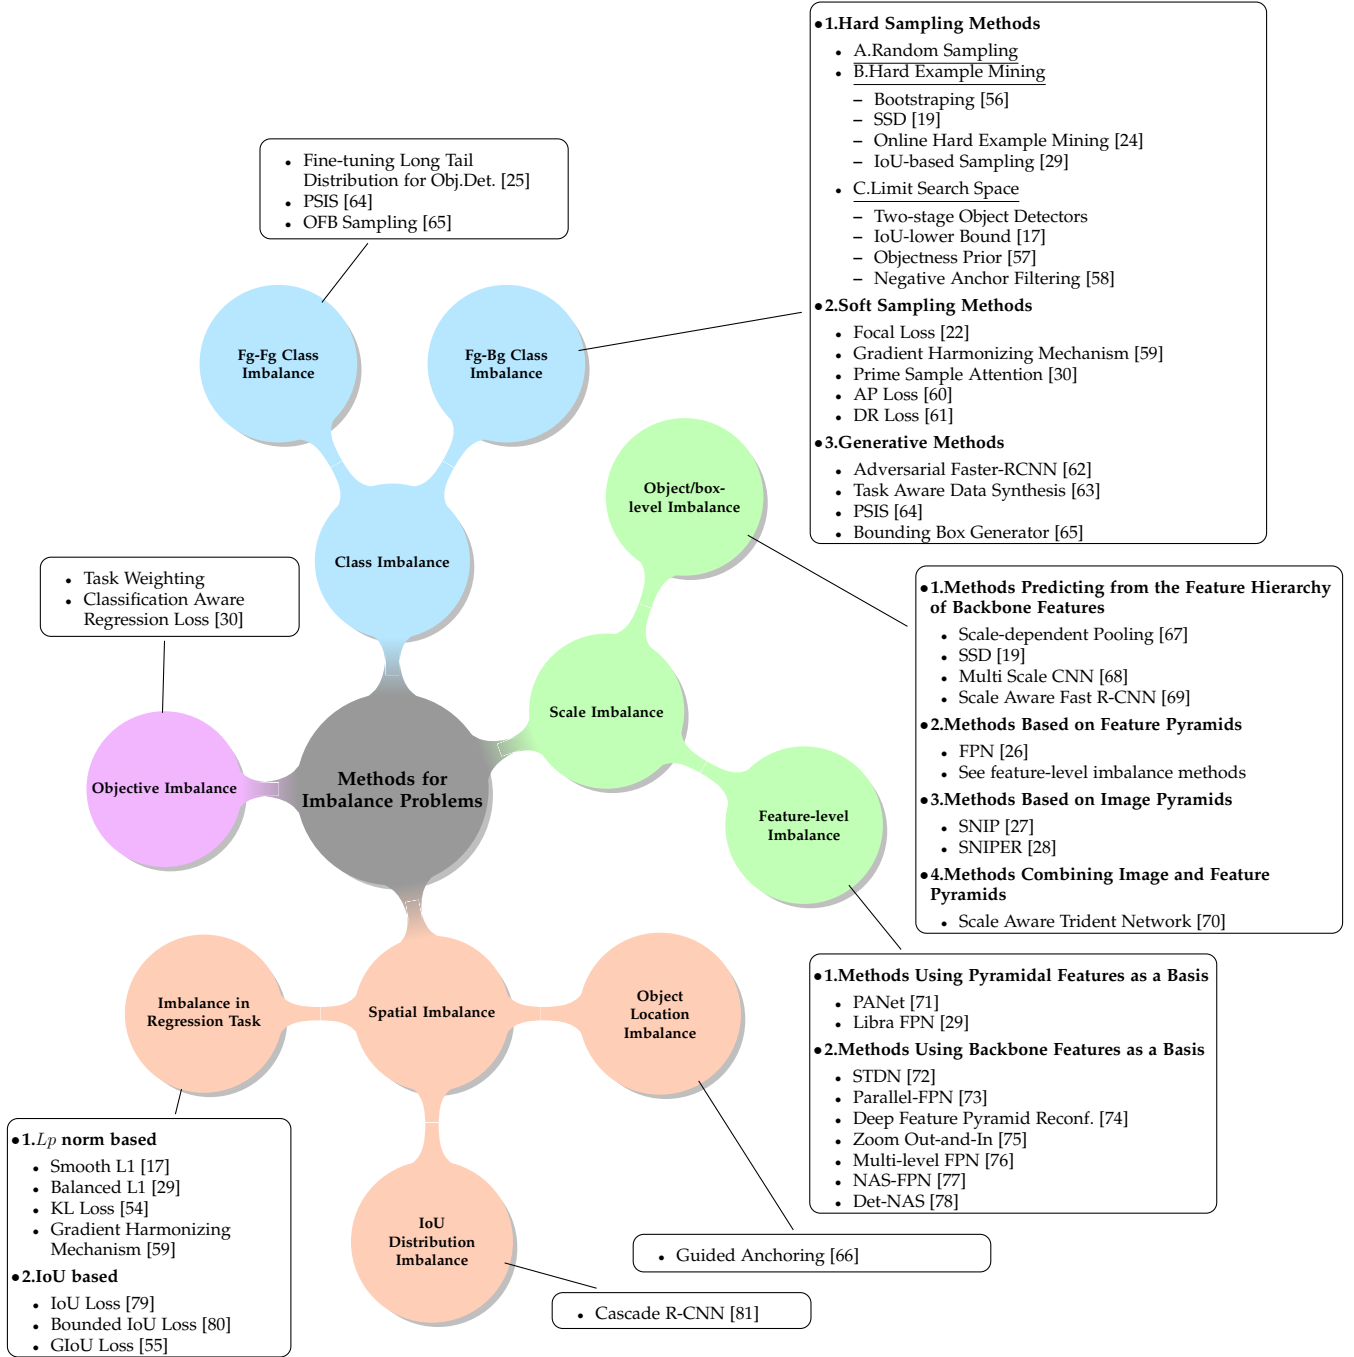 ●1.Hard Sampling Methods
• A.Random Sampling
• B.Hard Example Mining
– Bootstraping [56]
– SSD [19]
– Online Hard Example Mining [24]
– IoU-based Sampling [29]
• C.Limit Search Space
– Two-stage Object Detectors
– IoU-lower Bound [17]
– Objectness Prior [57]
– Negative Anchor Filtering [58]
●2.Soft Sampling Methods
• Focal Loss [22]
• Gradient Harmonizing Mechanism [59]
• Prime Sample Attention [30]
• AP Loss [60]
• DR Loss [61]
●3.Generative Methods
• Adversarial Faster-RCNN [62]
• Task Aware Data Synthesis [63]
• PSIS [64]
• Bounding Box Generator [65]
• Fine-tuning Long Tail
Distribution for Obj.Det. [25]
• PSIS [64]
• OFB Sampling [65]
Fg-Fg Class
Imbalance
Fg-Bg Class
Imbalance
Class Imbalance
Object/box-
level Imbalance
Scale Imbalance
Feature-level
Imbalance
• Task Weighting
• Classification Aware
Regression Loss [30]
Objective Imbalance
Methods for
Imbalance Problems
●1.Methods Predicting from the Feature Hierarchy
of Backbone Features
• Scale-dependent Pooling [67]
• SSD [19]
• Multi Scale CNN [68]
• Scale Aware Fast R-CNN [69]
●2.Methods Based on Feature Pyramids
• FPN [26]
• See feature-level imbalance methods
●3.Methods Based on Image Pyramids
• SNIP [27]
• SNIPER [28]
●4.Methods Combining Image and Feature
Pyramids
• Scale Aware Trident Network [70]
Imbalance in
Regression Task
Spatial Imbalance
Object
Location
Imbalance
IoU
Distribution
Imbalance
●1.Methods Using Pyramidal Features as a Basis
• PANet [71]
• Libra FPN [29]
●2.Methods Using Backbone Features as a Basis
• STDN [72]
• Parallel-FPN [73]
• Deep Feature Pyramid Reconf. [74]
• Zoom Out-and-In [75]
• Multi-level FPN [76]
• NAS-FPN [77]
• Det-NAS [78]
●1.Lp norm based
• Smooth L1 [17]
• Balanced L1 [29]
• KL Loss [54]
• Gradient Harmonizing
Mechanism [59]
●2.IoU based
• IoU Loss [79]
• Bounded IoU Loss [80]
• GIoU Loss [55]
• Guided Anchoring [66]
• Cascade R-CNN [81]